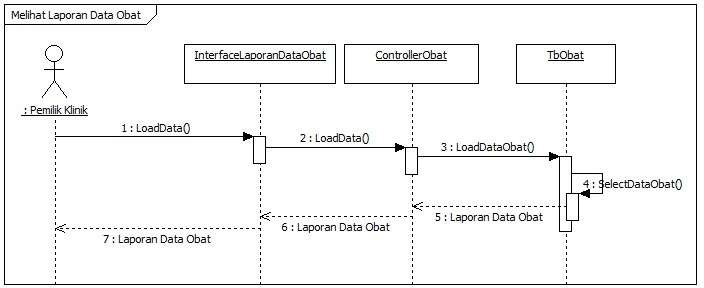 Melihat Laporan Data Obat
InterfaceLaporanDataObat
ControllerObat
TbObat
: Pemilik Klinik
1 : LoadData()
2 : LoadData()
3 : LoadDataObat()
4 : SelectDataObat()
5 : Laporan Data Obat
6 : Laporan Data Obat
7 : Laporan Data Obat